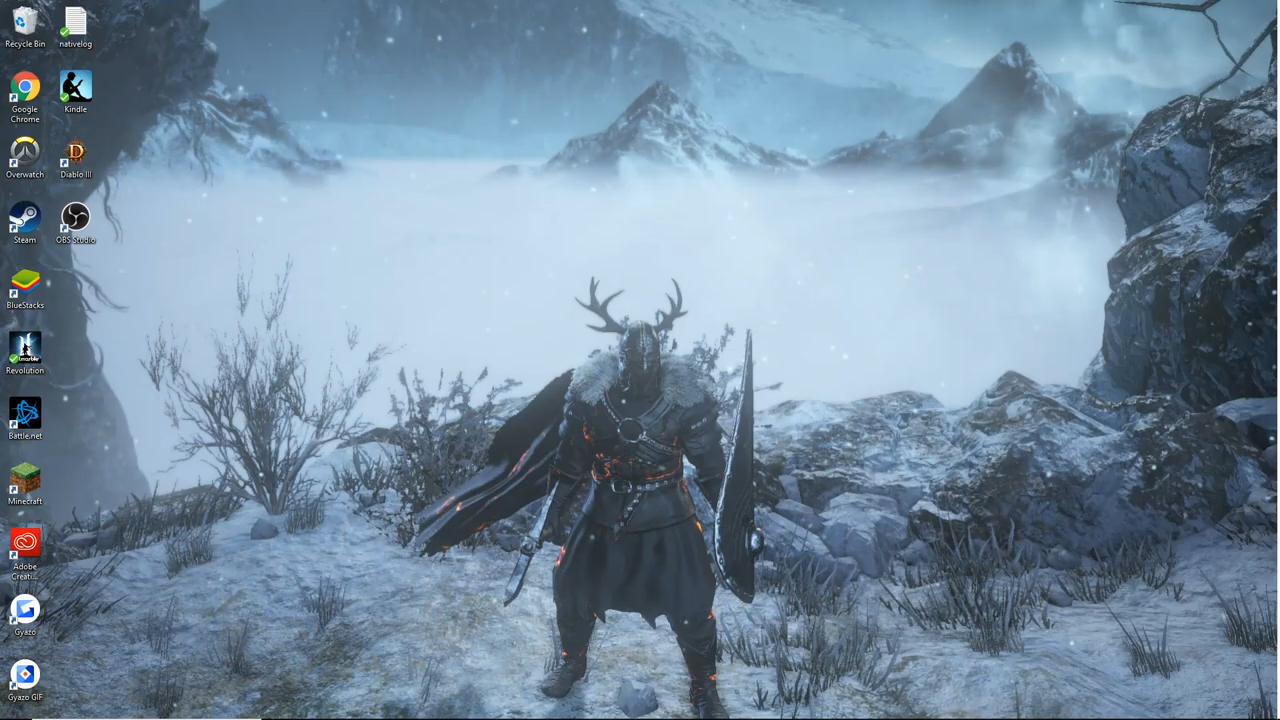 Recycle Bin
nativelog
Google
Chrome
Kindle
Overwatch
Diablo III
Steam
OBS Studio
BlueStacks
Revolution
Battle.net
Minecraft
Adobe
Creati...
Gyazo
Gyazo GIF